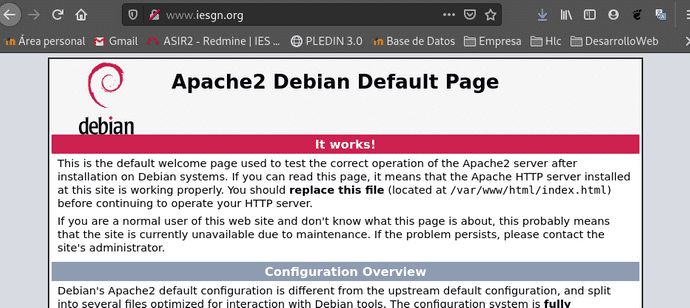 www.iesgn.org
Área personal Gmail ASIR2 - Redmine | IES ... PLEDIN 3.0 Base de Datos Empresa Hlc DesarrolloWeb
Apache2 Debian Default Page
debian
It works!
This is the default welcome page used to test the correct operation of the Apache2 server after
installation on Debian systems. If you can read this page, it means that the Apache HTTP server installed
at this site is working properly. You should replace this file (located at /var/www/html/index.html)
before continuing to operate your HTTP server.
If you are a normal user of this web site and don't know what this page is about, this probably means
that the site is currently unavailable due to maintenance. If the problem persists, please contact the
site's administrator.
Configuration Overview
Debian's Apache2 default configuration is different from the upstream default configuration, and split
into several files optimized for interaction with Debian tools. The configuration system is fully